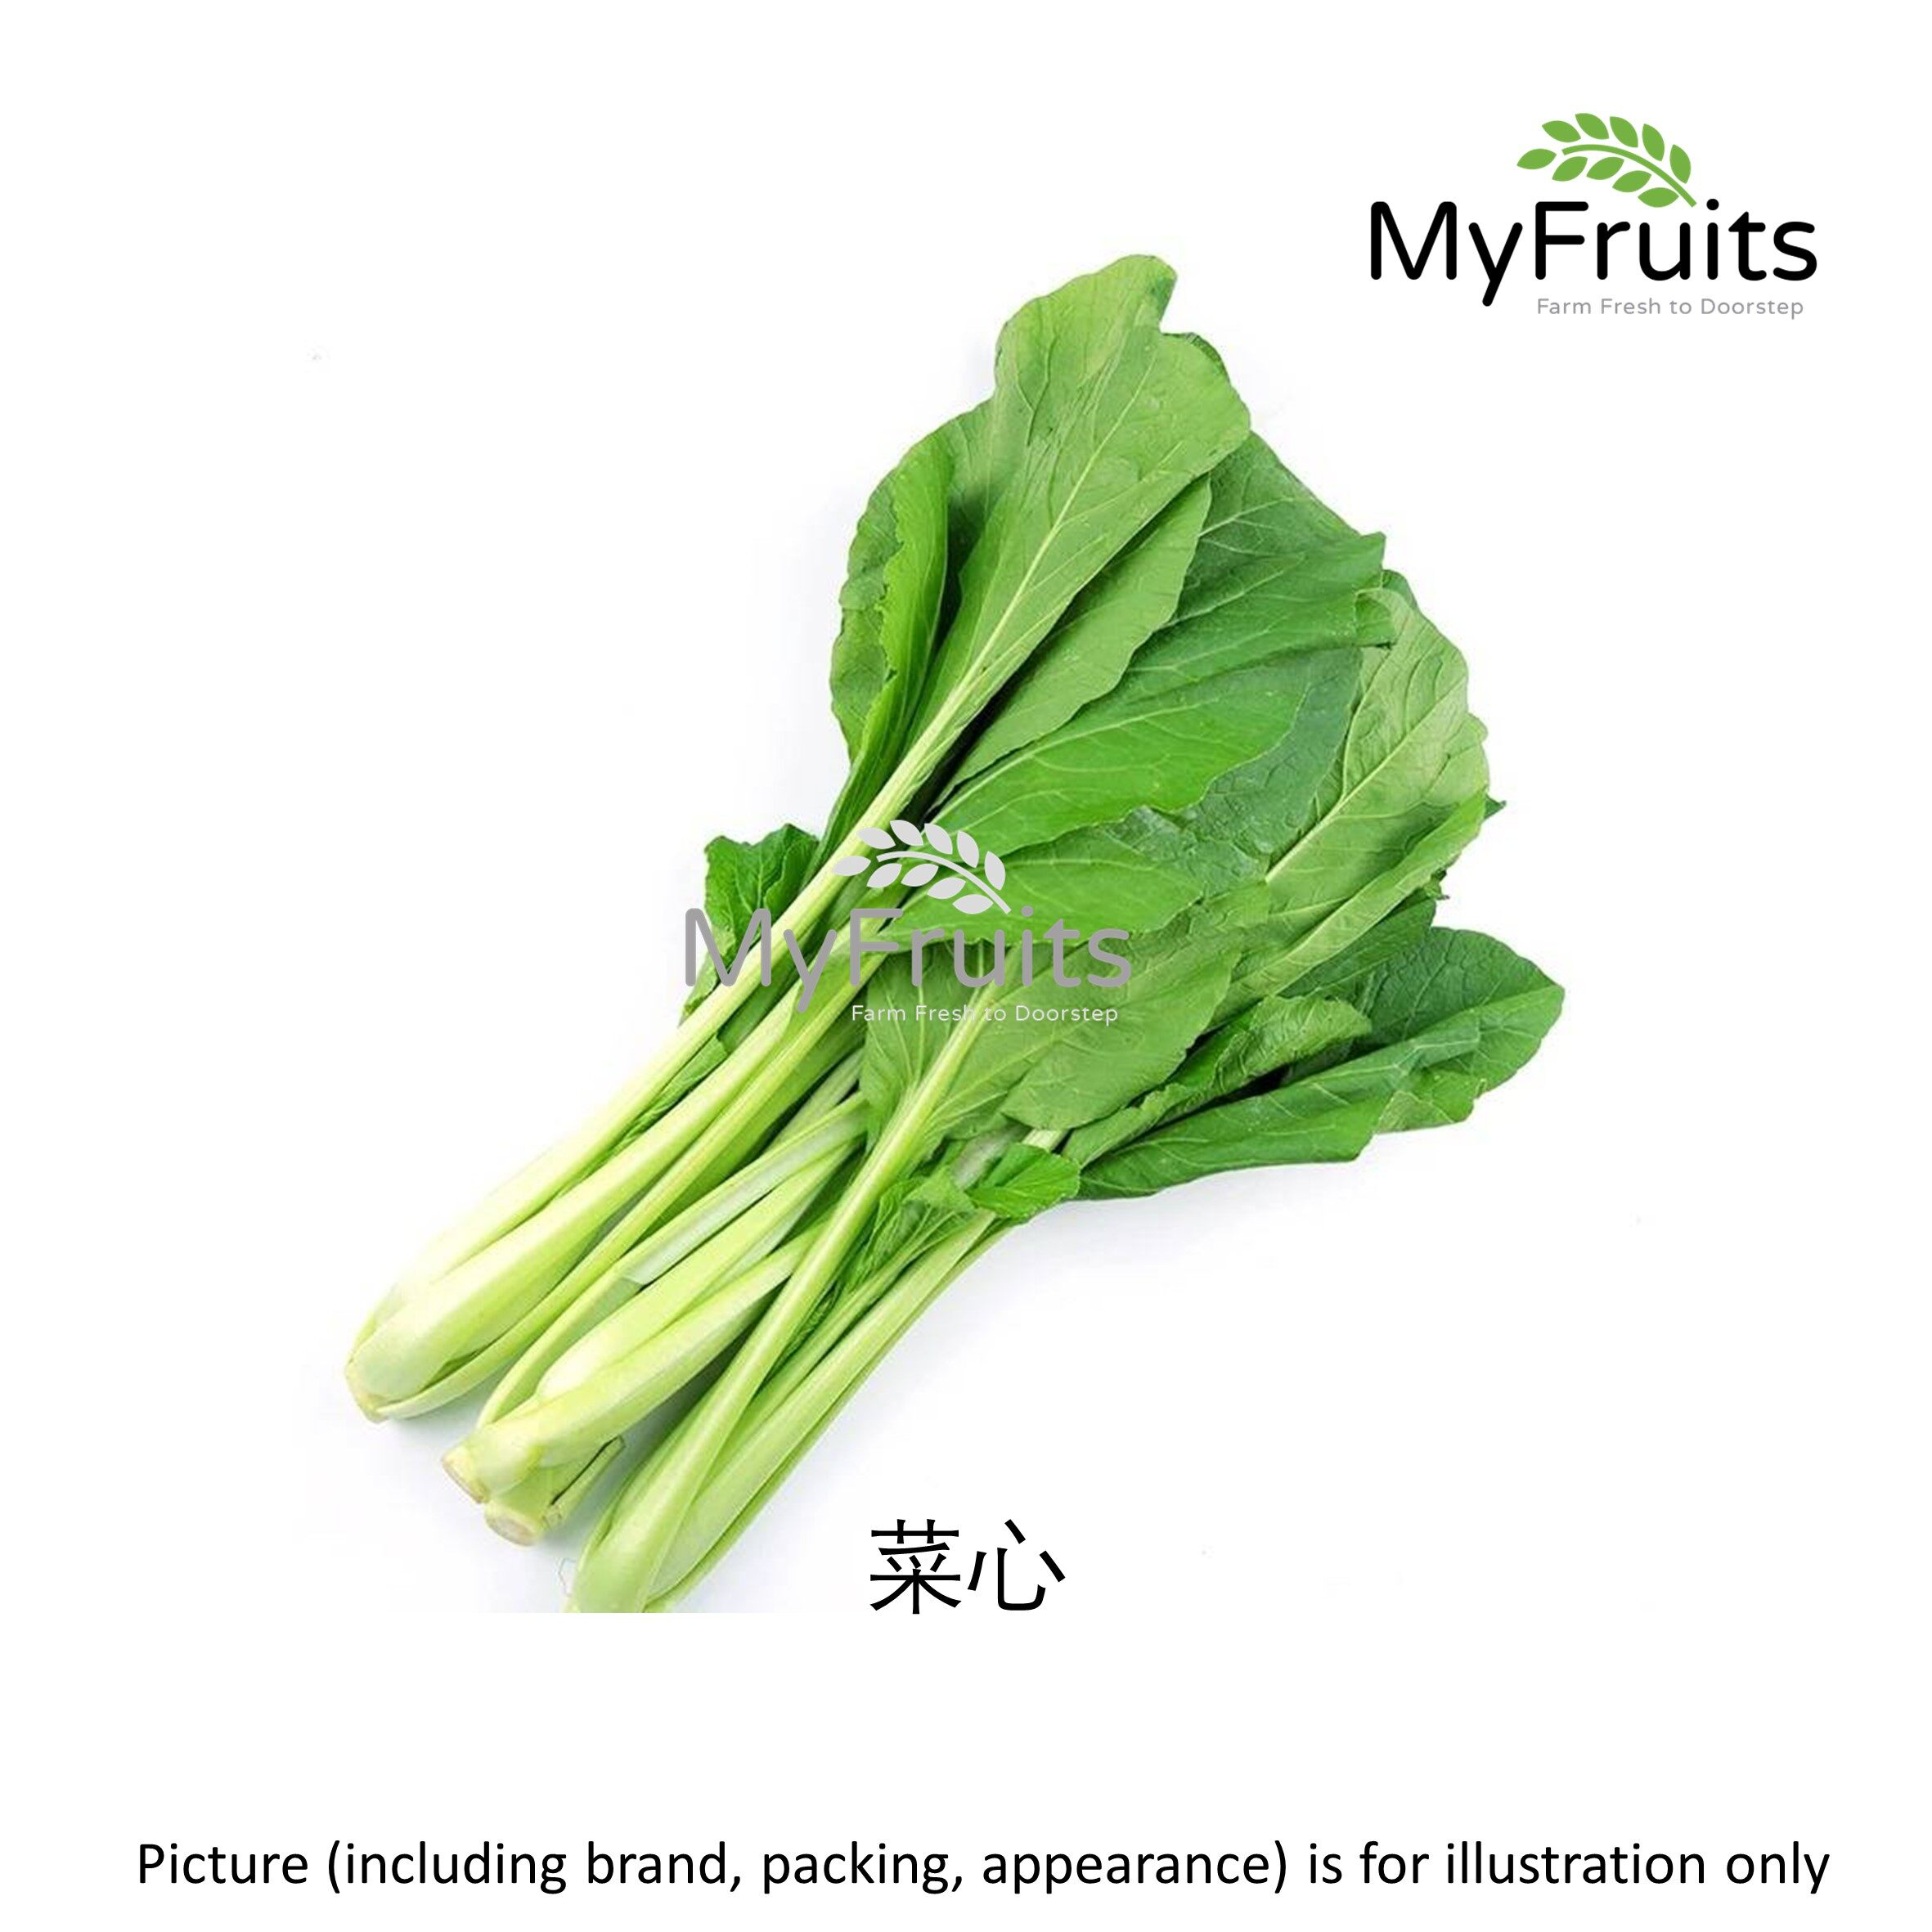 MyFruits
Farm Fresh to Doorstep
MyFruits
Farm Fresh to Doorstep
菜心
Picture (including brand, packing, appearance) is for illustration only